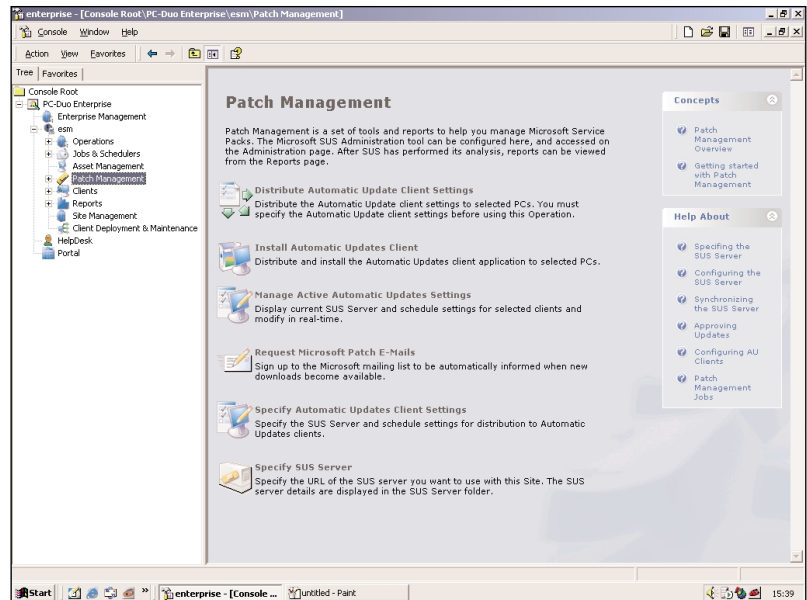 enterprise - [Console Root\PC-Duo Enterprise\esm\Patch Management]
Console Window Help
Action View Favorites
Tree Favorites
Console Root
PC-Duo Enterprise
Enterprise Management
esm
Operations
Jobs & Schedulers
Asset Management
Patch Management
Clients
Reports
Site Management
Client Deployment & Maintenance
HelpDesk
Portal
Patch Management
Patch Management is a set of tools and reports to help you manage Microsoft Service
Packs. The Microsoft SUS Administration tool can be configured here, and accessed on
the Administration page. After SUS has performed its analysis, reports can be viewed
from the Reports page.
Distribute Automatic Update Client Settings
Distribute the Automatic Update client settings to selected PCs. You must
specify the Automatic Update client settings before using this Operation.
Install Automatic Updates Client
Distribute and install the Automatic Updates client application to selected PCs.
Manage Active Automatic Updates Settings
Display current SUS Server and schedule settings for selected clients and
modify in real-time.
Request Microsoft Patch E-Mails
Sign up to the Microsoft mailing list to be automatically informed when new
downloads become available.
Specify Automatic Updates Client Settings
Specify the SUS Server and schedule settings for distribution to Automatic
Updates clients.
Specify SUS Server
Specify the URL of the SUS server you want to use with this Site. The SUS
server details are displayed in the SUS Server folder.
Concepts
Patch
Management
Overview
Getting started
with Patch
Management
Help About
Specifing the
SUS Server
Configuring the
SUS Server
Synchronizing
the SUS Server
Approving
Updates
Configuring AU
Clients
Patch
Management
Jobs
Start
»
enterprise - [Console ...
untitled - Paint
15:39